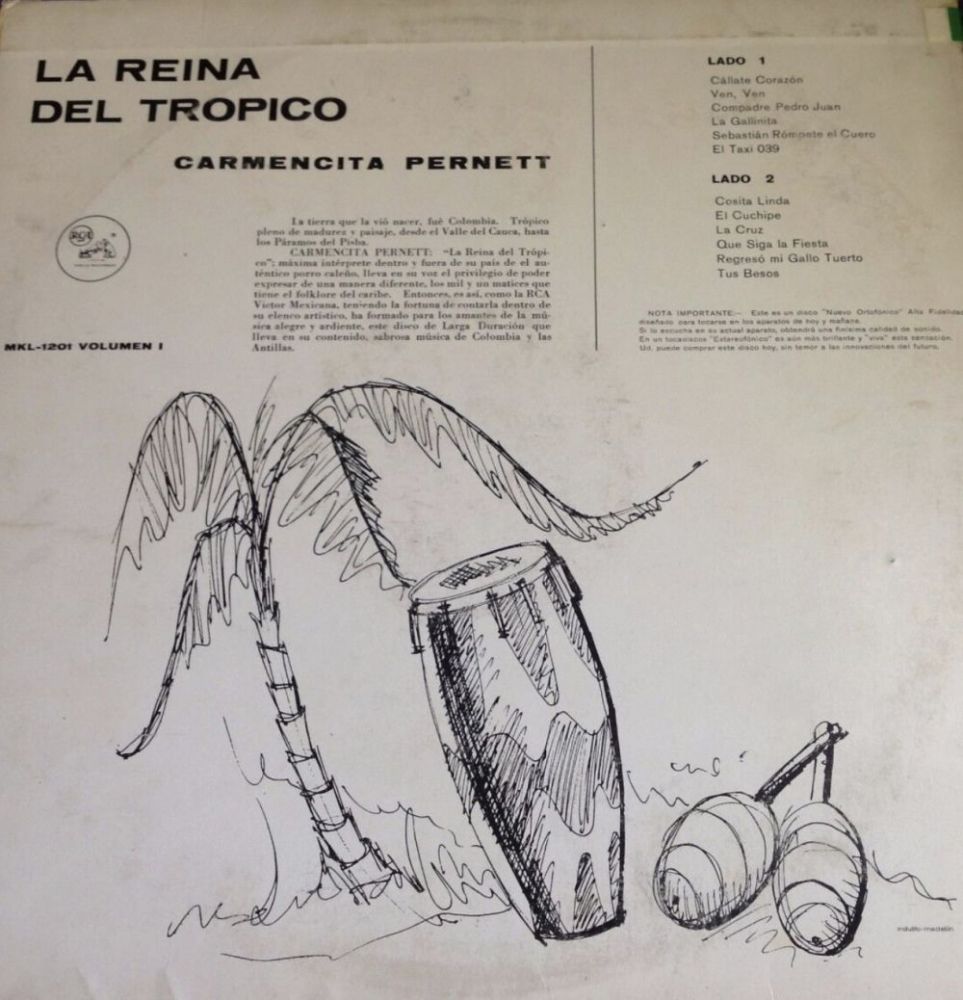 LA REINA
DEL TROPICO
CARMENCITA PERNETT
La tierra que la vió nacer, fué Colombia. Trópico
pleno de madurez y paisaje, desde el Valle del Cauca, hasta
los Páramos del Pisba.
CARMENCITA PERNETT: "La Reina del Trópi-
co"; máxima intérprete dentro y fuera de su país de el au-
téntico porro caleño, lleva en su voz el privilegio de poder
expresar de una manera diferente, los mil y un matices que
tiene el folklore del caribe. Entonces, es así, como la RCA
Victor Mexicana, teniendo la fortuna de contarla dentro de
su elenco artístico, ha formado para los amantes de la mú-
sica alegre y ardiente, este disco de Larga Duración que
lleva en su contenido, sabrosa música de Colombia y las
Antillas.
RCA
MKL-1201 VOLUMEN I
LADO 1
Cállate Corazón
Ven, Ven
Compadre Pedro Juan
La Gallinita
Sebastián Rómpete el Cuero
El Taxi 039
LADO 2
Cosita Linda
El Cuchipe
La Cruz
Que Siga la Fiesta
Regresó mi Gallo Tuerto
Tus Besos
NOTA IMPORTANTE:- Este es un disco "Nuevo Ortofónico" Alta Fidelidad
diseñado para tocarse en los aparatos de hoy y mañana.
Si lo escucha en su actual aparato, obtendrá una finísima calidad de sonido.
En un tocadiscos "Estereofónico" es aún más brillante y "viva" esta sensación.
Ud. puede comprar este disco hoy, sin temor a las innovaciones del futuro.